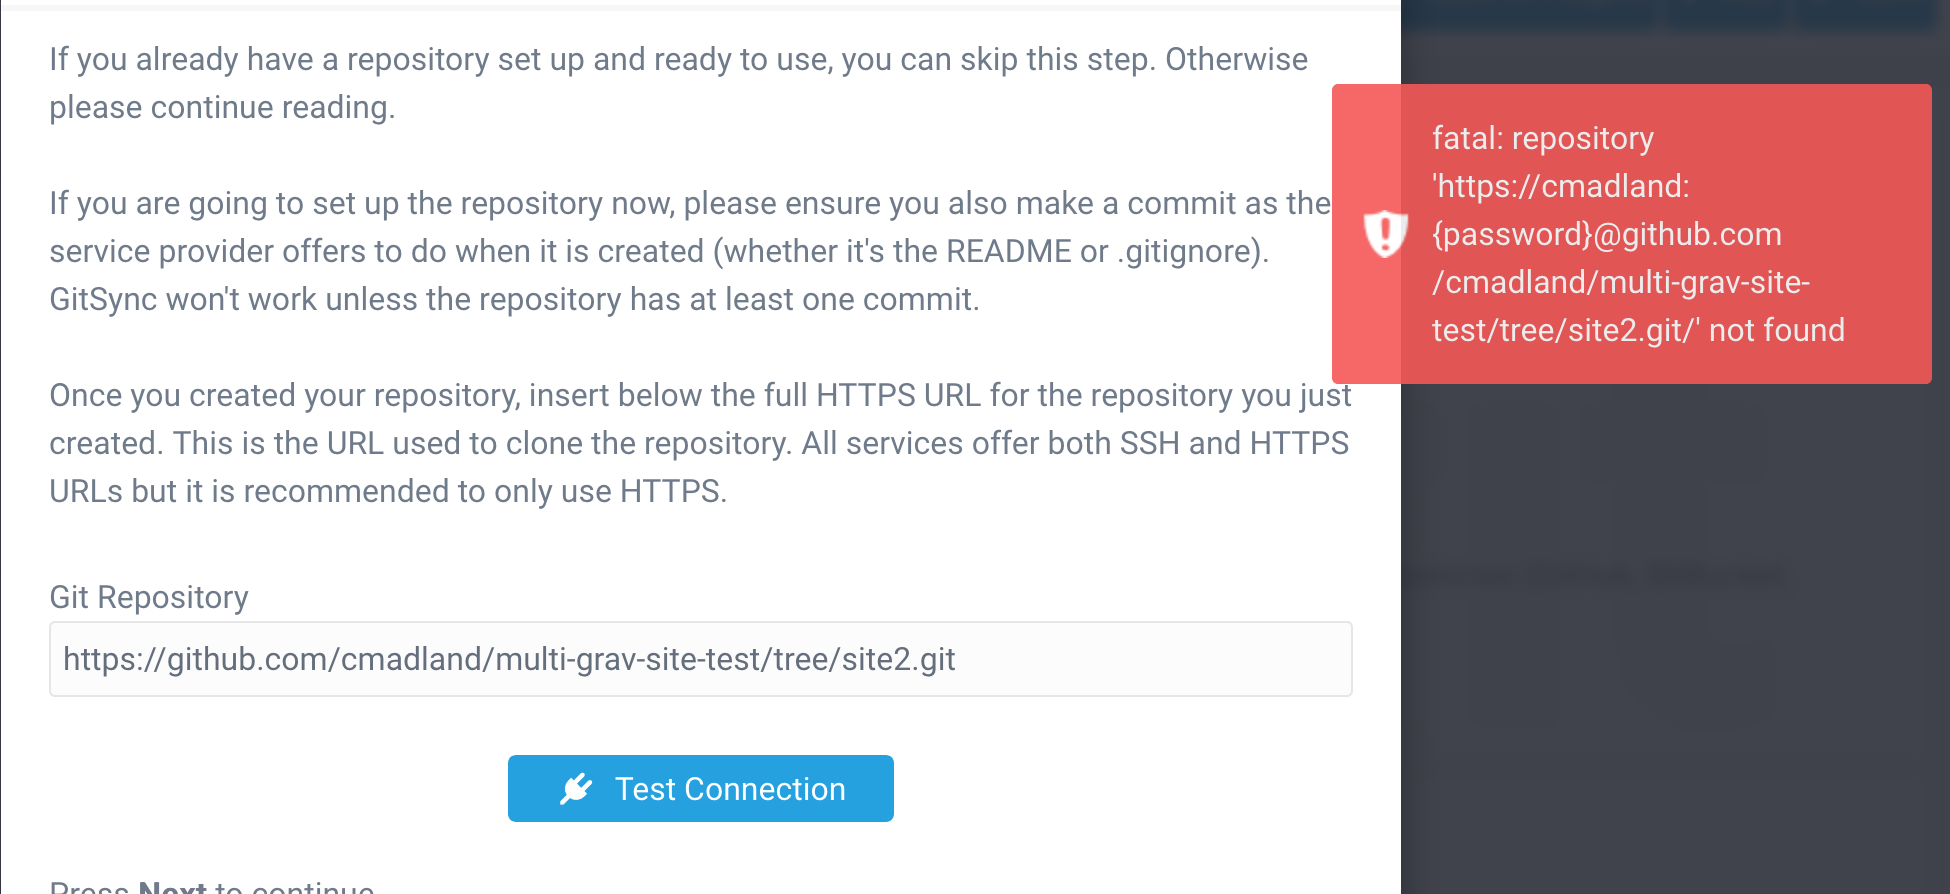 If you already have a repository set up and ready to use, you can skip this step. Otherwise
please continue reading.
If you are going to set up the repository now, please ensure you also make a commit as the
service provider offers to do when it is created (whether it's the README or .gitignore).
GitSync won't work unless the repository has at least one commit.
Once you created your repository, insert below the full HTTPS URL for the repository you just
created. This is the URL used to clone the repository. All services offer both SSH and HTTPS
URLs but it is recommended to only use HTTPS.
Git Repository
https://github.com/cmadland/multi-grav-site-test/tree/site2.git
Test Connection
Press Next to continue
fatal: repository
'https://cmadland:
{password}@github.com
/cmadland/multi-grav-site-
test/tree/site2.git/' not found